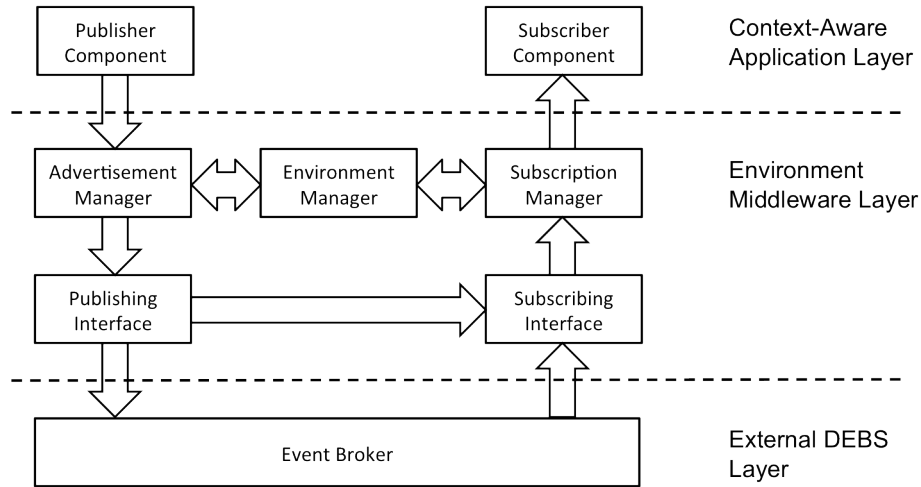 Publisher
Component
Subscriber
Component
Context-Aware
Application Layer
Advertisement
Manager
Environment
Manager
Subscription
Manager
Environment
Middleware Layer
Publishing
Interface
Subscribing
Interface
Event Broker
External DEBS
Layer